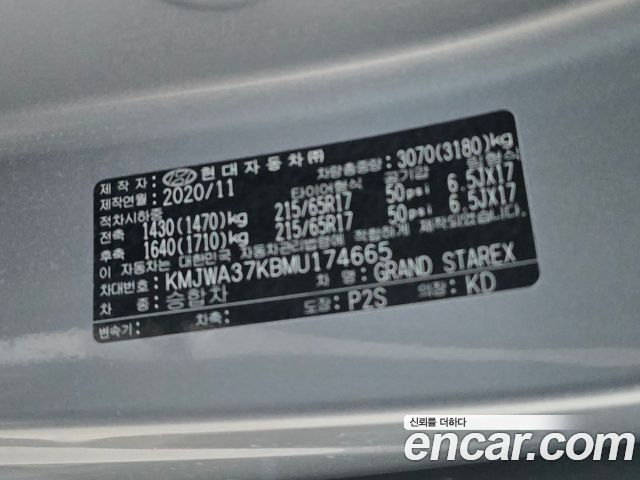 제작자: 현대자동차㈜ 차량총중량: 3070(3180)kg
제작연월: 2020/11 타이어형식 공기압 림형식
적차시하중
전축 1430(1470)kg 215/65R17 50psi 6.5JX17
후축 1640(1710)kg 215/65R17 50psi 6.5JX17
이 자동차는 대한민국 자동차관리법령에 적합하게 제작되었습니다.
차대번호: KMJWA37KBMU174665
차종: 승합차 차명: GRAND STAREX
변속기: 차축: 도장: P2S 의장: KD
신뢰를 더하다
encar.com